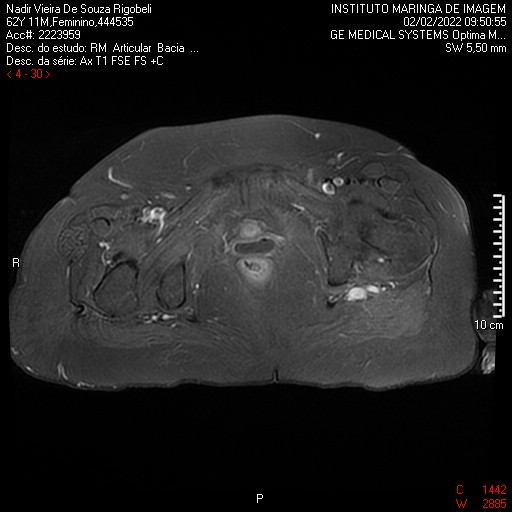 Nadir Vieira De Souza Rigobeli
62Y 11M,Feminino,444535
Acc#: 2223959
Desc. do estudo: RM Articular Bacia ...
Desc. da série: Ax T1 FSE FS +C
< 4 - 30 >
INSTITUTO MARINGA DE IMAGEM
02/02/2022 09:50:55
GE MEDICAL SYSTEMS Optima M...
SW 5,50 mm
R
10 cm
P
C 1442
W 2885